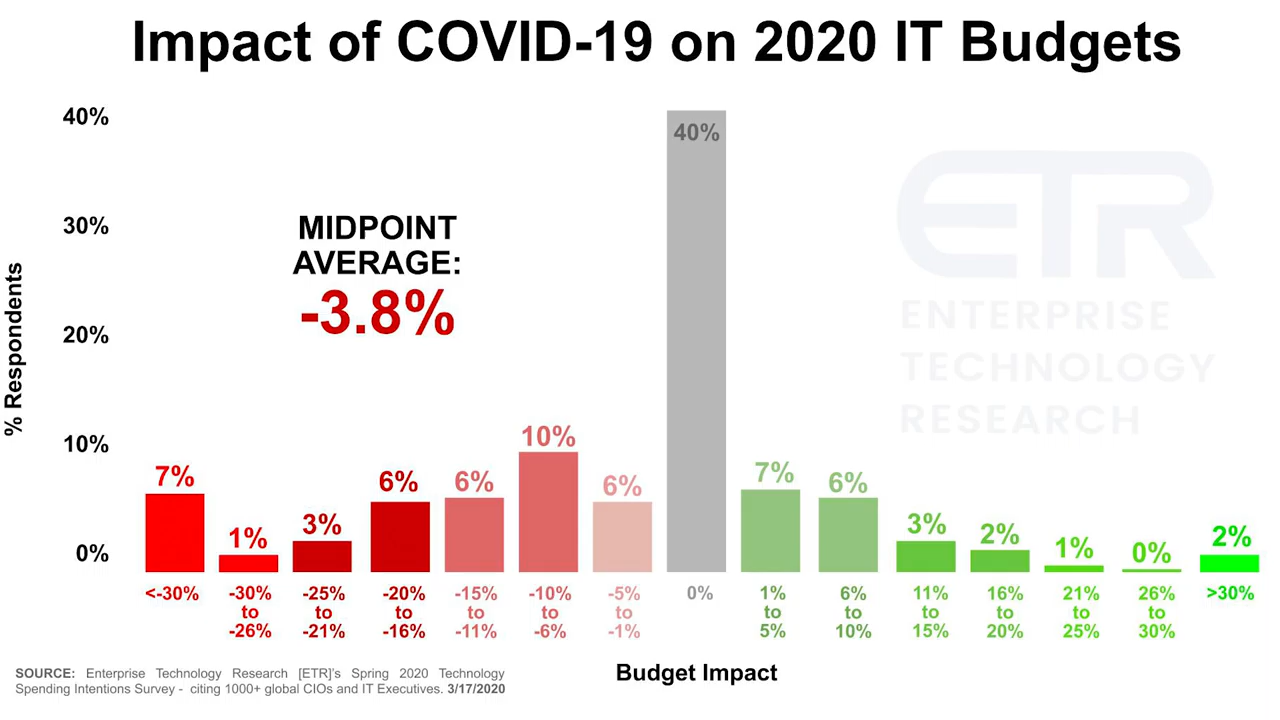 Impact of COVID-19 on 2020 IT Budgets
40%
30%
20%
10%
0%
% Respondents
MIDPOINT
AVERAGE:
-3.8%
ETR
ENTERPRISE
TECHNOLOGY
RESEARCH
7%
1%
3%
6%
6%
10%
6%
40%
7%
6%
3%
2%
1%
0%
2%
<-30%
-30%
to
-26%
-25%
to
-21%
-20%
to
-16%
-15%
to
-11%
-10%
to
-6%
-5%
to
-1%
0%
1%
to
5%
6%
to
10%
11%
to
15%
16%
to
20%
21%
to
25%
26%
to
30%
>30%
Budget Impact
SOURCE: Enterprise Technology Research [ETR]'s Spring 2020 Technology
Spending Intentions Survey - citing 1000+ global CIOs and IT Executives. 3/17/2020